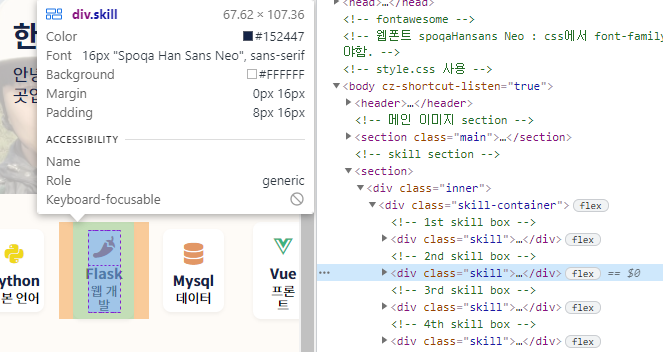 한
안녕
곳입
div.skill 67.62 × 107.36
Color #152447
Font 16px "Spoqa Han Sans Neo", sans-serif
Background #FFFFFF
Margin 0px 16px
Padding 8px 16px
ACCESSIBILITY
Name
Role generic
Keyboard-focusable
ython
본 언어
Flask
웹 개
발
Mysql
데이터
Vue
프론
트
<head>…</head>
<!-- fontawesome -->
<!-- 웹폰트 spoqaHansans Neo : css에서 font-family
야함. -->
<!-- style.css 사용 -->
<body cz-shortcut-listen="true">
<header>…</header>
<!-- 메인 이미지 section -->
<section class="main">…</section>
<!-- skill section -->
<section>
<div class="inner">
<div class="skill-container"> flex
<!-- 1st skill box -->
<div class="skill">…</div> flex
<!-- 2nd skill box -->
<div class="skill">…</div> flex == $0
<!-- 3rd skill box -->
<div class="skill">…</div> flex
<!-- 4th skill box -->
<div class="skill">…</div> flex